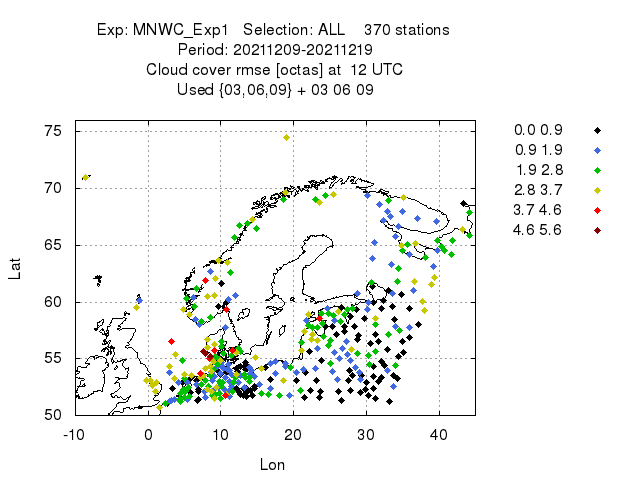 Exp: MNWC_Exp1 Selection: ALL 370 stations
Period: 20211209-20211219
Cloud cover rmse [octas] at 12 UTC
Used {03,06,09} + 03 06 09
0.0 0.9
0.9 1.9
1.9 2.8
2.8 3.7
3.7 4.6
4.6 5.6
Lat
75
70
65
60
55
50
-10 0 10 20 30 40
Lon